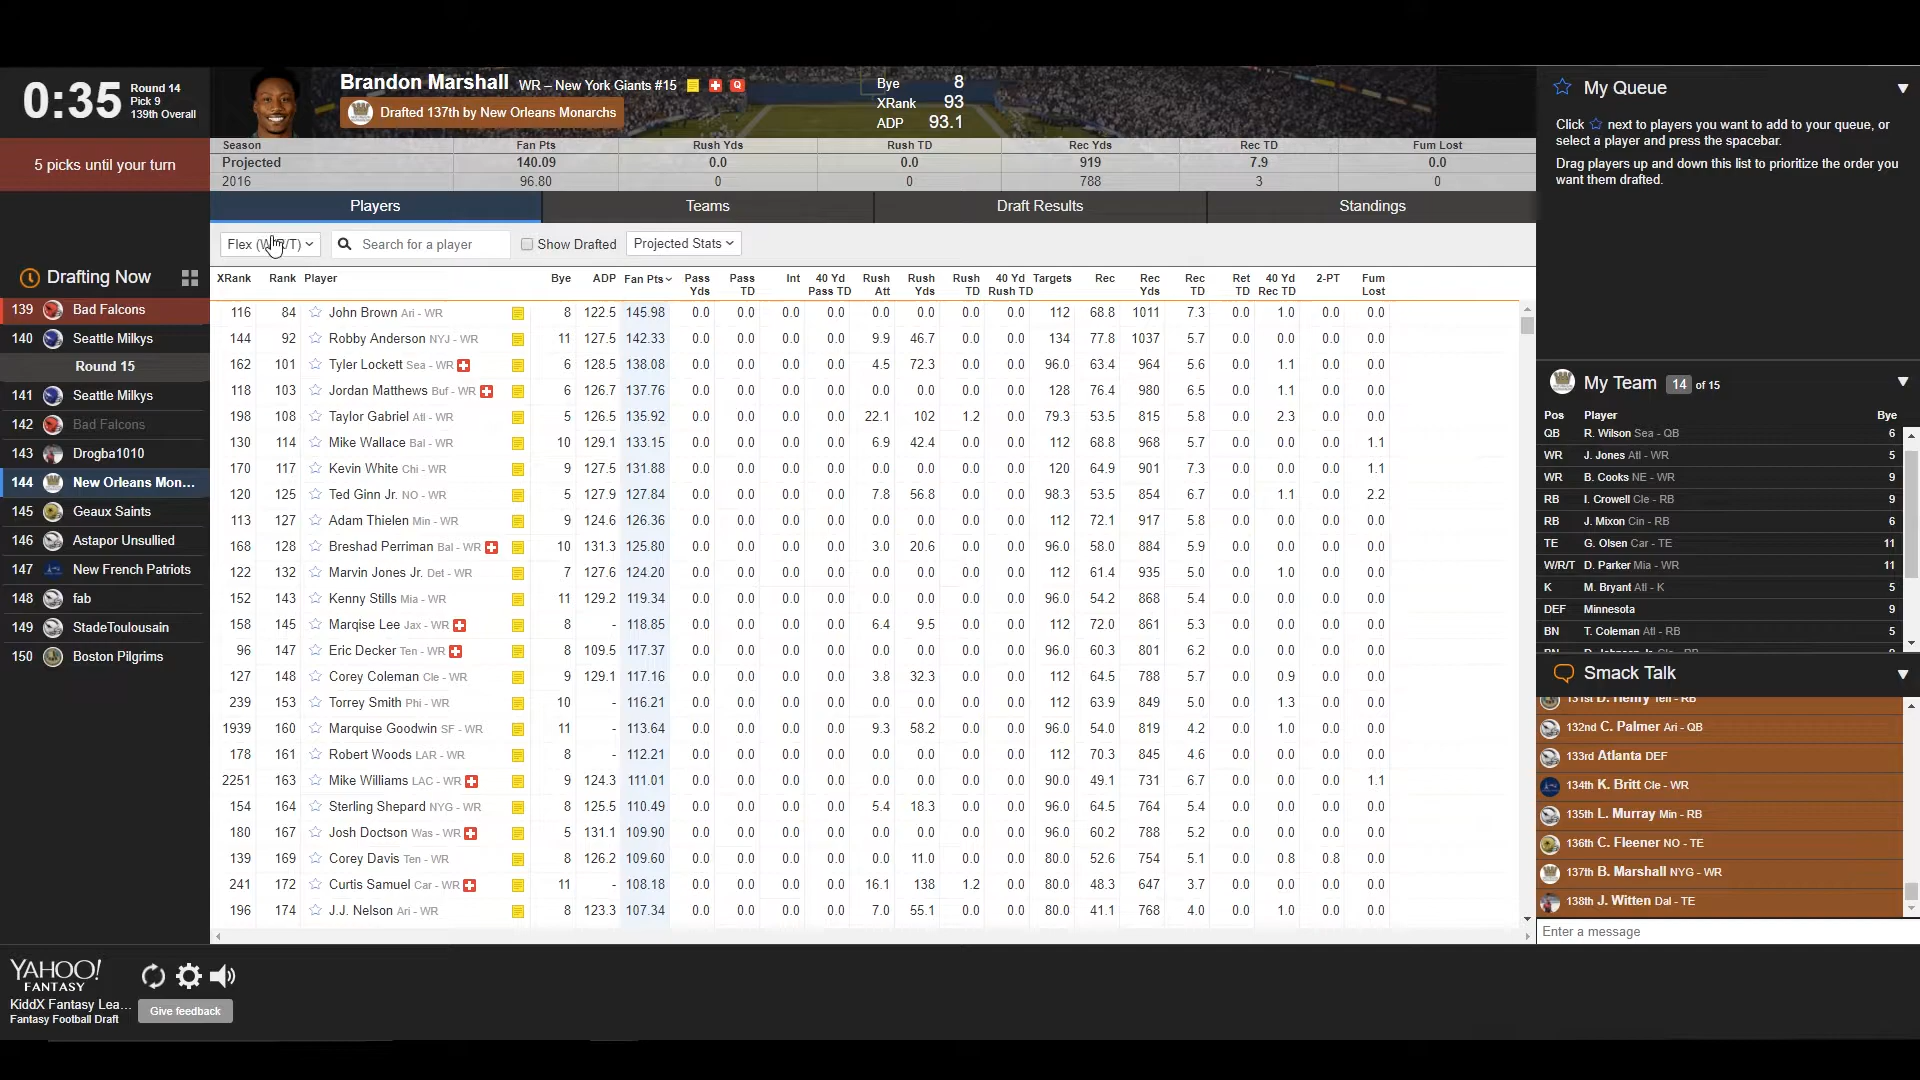 0:35
Round 14
Pick 9
139th Overall
5 picks until your turn
Brandon Marshall WR – New York Giants #15 Q
Drafted 137th by New Orleans Monarchs
Bye 8
XRank 93
ADP 93.1
Season Fan Pts Rush Yds Rush TD Rec Yds Rec TD Fum Lost
Projected 140.09 0.0 0.0 919 7.9 0.0
2016 96.80 0 0 788 3 0
Players Teams Draft Results Standings
Flex (W/R/T) Search for a player Show Drafted Projected Stats
Drafting Now
139 Bad Falcons
140 Seattle Milkys
Round 15
141 Seattle Milkys
142 Bad Falcons
143 Drogba1010
144 New Orleans Mon...
145 Geaux Saints
146 Astapor Unsullied
147 New French Patriots
148 fab
149 StadeToulousain
150 Boston Pilgrims
XRank Rank Player Bye ADP Fan Pts Pass Yds Pass TD Int 40 Yd Pass TD Rush Att Rush Yds Rush TD 40 Yd Rush TD Targets Rec Rec Yds Rec TD Ret TD 40 Yd Rec TD 2-PT Fum Lost
116 84 John Brown Ari - WR 8 122.5 145.98 0.0 0.0 0.0 0.0 0.0 0.0 0.0 0.0 112 68.8 1011 7.3 0.0 1.0 0.0 0.0
144 92 Robby Anderson NYJ - WR 11 127.5 142.33 0.0 0.0 0.0 0.0 9.9 46.7 0.0 0.0 134 77.8 1037 5.7 0.0 0.0 0.0 0.0
162 101 Tyler Lockett Sea - WR 6 128.5 138.08 0.0 0.0 0.0 0.0 4.5 72.3 0.0 0.0 96.0 63.4 964 5.6 0.0 1.1 0.0 0.0
118 103 Jordan Matthews Buf - WR 6 126.7 137.76 0.0 0.0 0.0 0.0 0.0 0.0 0.0 0.0 128 76.4 980 6.5 0.0 1.1 0.0 0.0
198 108 Taylor Gabriel Atl - WR 5 126.5 135.92 0.0 0.0 0.0 0.0 22.1 102 1.2 0.0 79.3 53.5 815 5.8 0.0 2.3 0.0 0.0
130 114 Mike Wallace Bal - WR 10 129.1 133.15 0.0 0.0 0.0 0.0 6.9 42.4 0.0 0.0 112 68.8 968 5.7 0.0 0.0 0.0 1.1
170 117 Kevin White Chi - WR 9 127.5 131.88 0.0 0.0 0.0 0.0 0.0 0.0 0.0 0.0 120 64.9 901 7.3 0.0 0.0 0.0 1.1
120 125 Ted Ginn Jr. NO - WR 5 127.9 127.84 0.0 0.0 0.0 0.0 7.8 56.8 0.0 0.0 98.3 53.5 854 6.7 0.0 1.1 0.0 2.2
113 127 Adam Thielen Min - WR 9 124.6 126.36 0.0 0.0 0.0 0.0 0.0 0.0 0.0 0.0 112 72.1 917 5.8 0.0 0.0 0.0 0.0
168 128 Breshad Perriman Bal - WR 10 131.3 125.80 0.0 0.0 0.0 0.0 3.0 20.6 0.0 0.0 96.0 58.0 884 5.9 0.0 0.0 0.0 0.0
122 132 Marvin Jones Jr. Det - WR 7 127.6 124.20 0.0 0.0 0.0 0.0 0.0 0.0 0.0 0.0 112 61.4 935 5.0 0.0 1.0 0.0 0.0
152 143 Kenny Stills Mia - WR 11 129.2 119.34 0.0 0.0 0.0 0.0 0.0 0.0 0.0 0.0 96.0 54.2 868 5.4 0.0 0.0 0.0 0.0
158 145 Marqise Lee Jax - WR 8 - 118.85 0.0 0.0 0.0 0.0 6.4 9.5 0.0 0.0 112 72.0 861 5.3 0.0 0.0 0.0 0.0
96 147 Eric Decker Ten - WR 8 109.5 117.37 0.0 0.0 0.0 0.0 0.0 0.0 0.0 0.0 96.0 60.3 801 6.2 0.0 0.0 0.0 0.0
127 148 Corey Coleman Cle - WR 9 129.1 117.16 0.0 0.0 0.0 0.0 3.8 32.3 0.0 0.0 112 64.5 788 5.7 0.0 0.9 0.0 0.0
239 153 Torrey Smith Phi - WR 10 - 116.21 0.0 0.0 0.0 0.0 0.0 0.0 0.0 0.0 112 63.9 849 5.0 0.0 1.3 0.0 0.0
1939 160 Marquise Goodwin SF - WR 11 - 113.64 0.0 0.0 0.0 0.0 9.3 58.2 0.0 0.0 96.0 54.0 819 4.2 0.0 1.0 0.0 0.0
178 161 Robert Woods LAR - WR 8 - 112.21 0.0 0.0 0.0 0.0 0.0 0.0 0.0 0.0 112 70.3 845 4.6 0.0 0.0 0.0 0.0
2251 163 Mike Williams LAC - WR 9 124.3 111.01 0.0 0.0 0.0 0.0 0.0 0.0 0.0 0.0 90.0 49.1 731 6.7 0.0 0.0 0.0 1.1
154 164 Sterling Shepard NYG - WR 8 125.5 110.49 0.0 0.0 0.0 0.0 5.4 18.3 0.0 0.0 96.0 64.5 764 5.4 0.0 0.0 0.0 0.0
180 167 Josh Doctson Was - WR 5 131.1 109.90 0.0 0.0 0.0 0.0 0.0 0.0 0.0 0.0 96.0 60.2 788 5.2 0.0 0.0 0.0 0.0
139 169 Corey Davis Ten - WR 8 126.2 109.60 0.0 0.0 0.0 0.0 0.0 11.0 0.0 0.0 80.0 52.6 754 5.1 0.0 0.8 0.8 0.0
241 172 Curtis Samuel Car - WR 11 - 108.18 0.0 0.0 0.0 0.0 16.1 138 1.2 0.0 80.0 48.3 647 3.7 0.0 0.0 0.0 0.0
196 174 J.J. Nelson Ari - WR 8 123.3 107.34 0.0 0.0 0.0 0.0 7.0 55.1 0.0 0.0 80.0 41.1 768 4.0 0.0 1.0 0.0 0.0
My Queue
Click next to players you want to add to your queue, or
select a player and press the spacebar.
Drag players up and down this list to prioritize the order you
want them drafted.
My Team 14 of 15
Pos Player Bye
QB R. Wilson Sea - QB 6
WR J. Jones Atl - WR 5
WR B. Cooks NE - WR 9
RB I. Crowell Cle - RB 9
RB J. Mixon Cin - RB 6
TE G. Olsen Car - TE 11
W/R/T D. Parker Mia - WR 11
K M. Bryant Atl - K 5
DEF Minnesota 9
BN T. Coleman Atl - RB 5
BN D. Johnson Jr. Cle - RB 9
Smack Talk
131st D. Henry Ten - RB
132nd C. Palmer Ari - QB
133rd Atlanta DEF
134th K. Britt Cle - WR
135th L. Murray Min - RB
136th C. Fleener NO - TE
137th B. Marshall NYG - WR
138th J. Witten Dal - TE
Enter a message
YAHOO!
FANTASY
KiddX Fantasy Lea...
Fantasy Football Draft
Give feedback